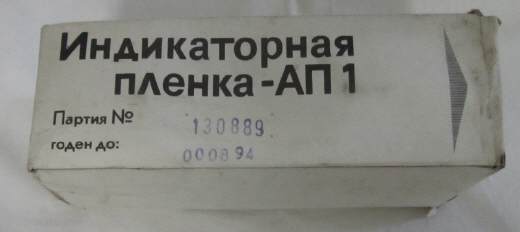 Индикаторная
пленка-АП1
Партия № 130889
годен до: 000894